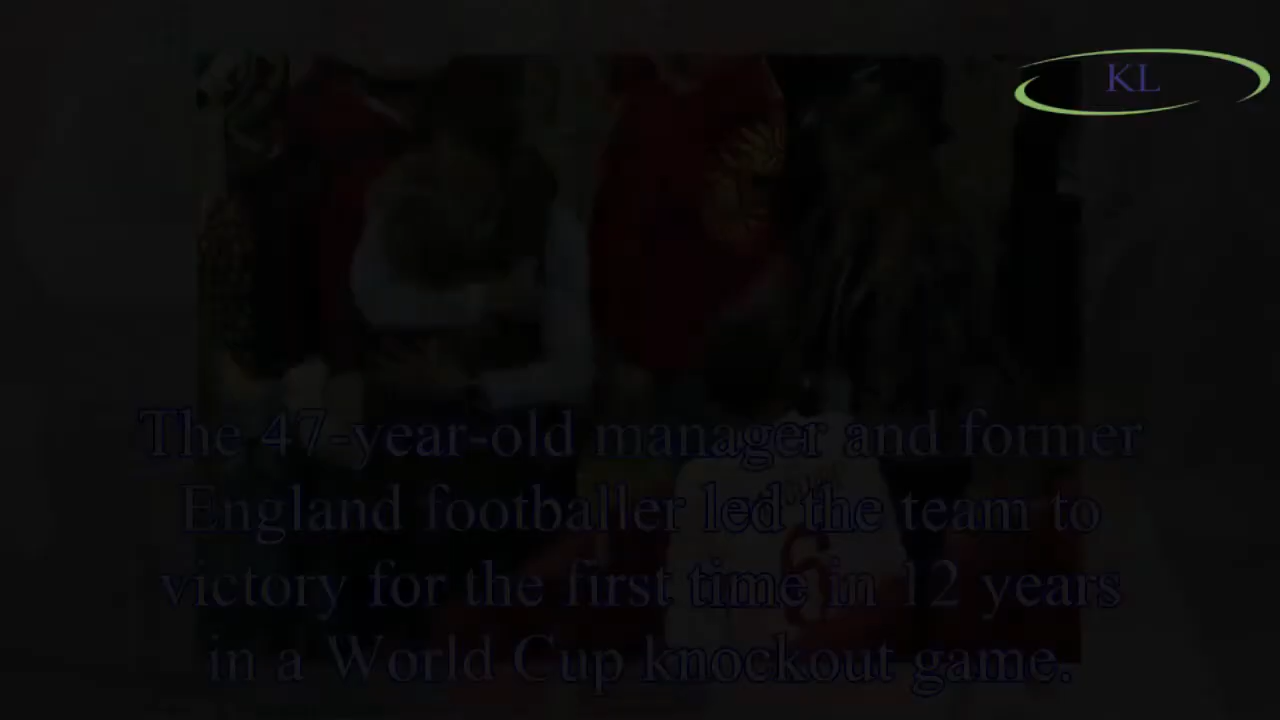 KL
The 47-year-old manager and former
England footballer led the team to
victory for the first time in 12 years
in a World Cup knockout game.